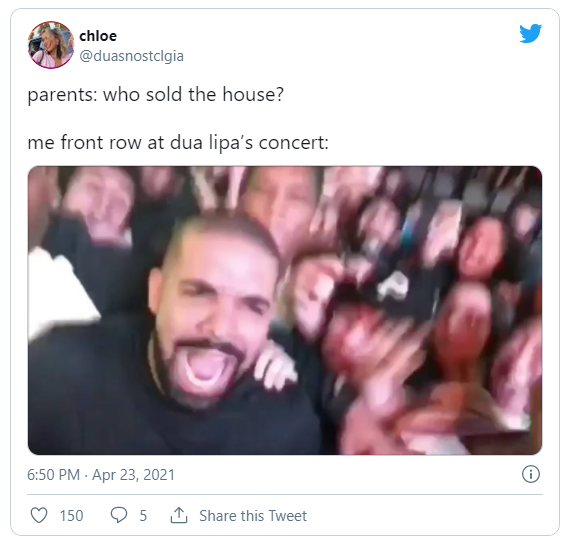 chloe
@duasnostclgia
parents: who sold the house?
me front row at dua lipa’s concert:
6:50 PM · Apr 23, 2021
150
5
Share this Tweet